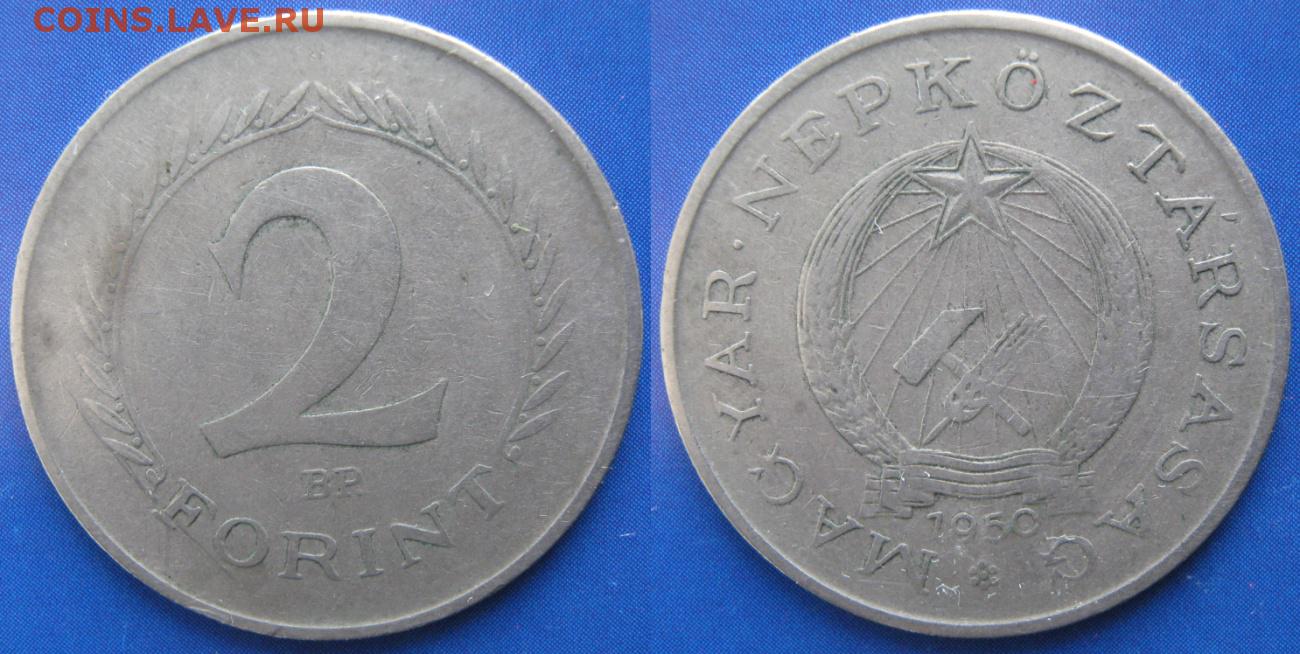 COINS.LAVE.RU
2
BP.
FORINT
MAGYAR · NÉPKÖZTÁRSASÁG
1950